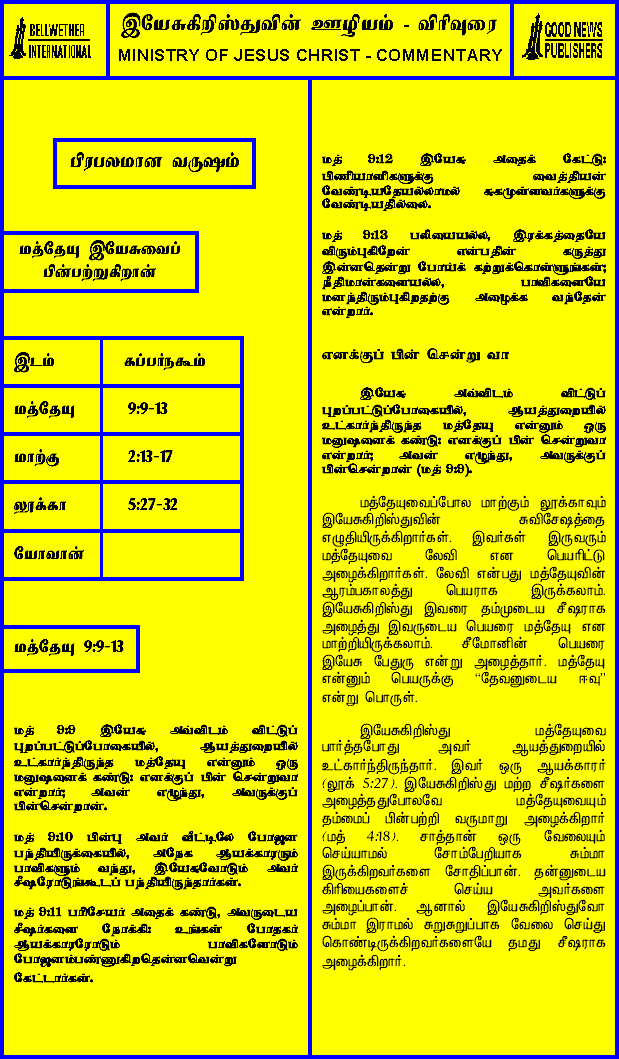 BELLWETHER
INTERNATIONAL
இயேசுகிறிஸ்துவின் ஊழியம் - விரிவுரை
MINISTRY OF JESUS CHRIST - COMMENTARY
GOOD NEWS
PUBLISHERS
பிரபலமான வருஷம்
மத்தேயு இயேசுவைப்
பின்பற்றுகிறான்
இடம் கப்பர்நகூம்
மத்தேயு 9:9-13
மாற்கு 2:13-17
லூக்கா 5:27-32
யோவான்
மத்தேயு 9:9-13
மத் 9:9 இயேசு அவ்விடம் விட்டுப்
புறப்பட்டுப்போகையில், ஆயத்துறையில்
உட்கார்ந்திருந்த மத்தேயு என்னும் ஒரு
மனுஷனைக் கண்டு: எனக்குப் பின் சென்றுவா
என்றார்; அவன் எழுந்து, அவருக்குப்
பின்சென்றான்.
மத் 9:10 பின்பு அவர் வீட்டிலே போஜன
பந்தியிருக்கையில், அநேக ஆயக்காரரும்
பாவிகளும் வந்து, இயேசுவோடும் அவர்
சீஷரோடுங்கூடப் பந்தியிருந்தார்கள்.
மத் 9:11 பரிசேயர் அதைக் கண்டு, அவருடைய
சீஷர்களை நோக்கி: உங்கள் போதகர்
ஆயக்காரரோடும் பாவிகளோடும்
போஜனம்பண்ணுகிறதென்னவென்று
கேட்டார்கள்.
மத் 9:12 இயேசு அதைக் கேட்டு:
பிணியாளிகளுக்கு வைத்தியன்
வேண்டியதேயல்லாமல் சுகமுள்ளவர்களுக்கு
வேண்டியதில்லை.
மத் 9:13 பலியையல்ல, இரக்கத்தையே
விரும்புகிறேன் என்பதின் கருத்து
இன்னதென்று போய்க் கற்றுக்கொள்ளுங்கள்;
நீதிமான்களையல்ல, பாவிகளையே
மனந்திரும்புகிறதற்கு அழைக்க வந்தேன்
என்றார்.
எனக்குப் பின் சென்று வா
இயேசு அவ்விடம் விட்டுப்
புறப்பட்டுப்போகையில், ஆயத்துறையில்
உட்கார்ந்திருந்த மத்தேயு என்னும் ஒரு
மனுஷனைக் கண்டு: எனக்குப் பின் சென்றுவா
என்றார்; அவன் எழுந்து, அவருக்குப்
பின்சென்றான் (மத் 9:9).
மத்தேயுவைப்போல மாற்கும் லூக்காவும்
இயேசுகிறிஸ்துவின் சுவிசேஷத்தை
எழுதியிருக்கிறார்கள். இவர்கள் இருவரும்
மத்தேயுவை லேவி என பெயரிட்டு
அழைக்கிறார்கள். லேவி என்பது மத்தேயுவின்
ஆரம்பகாலத்து பெயராக இருக்கலாம்.
இயேசுகிறிஸ்து இவரை தம்முடைய சீஷராக
அழைத்து இவருடைய பெயரை மத்தேயு என
மாற்றியிருக்கலாம். சீமோனின் பெயரை
இயேசு பேதுரு என்று அழைத்தார். மத்தேயு
என்னும் பெயருக்கு “தேவனுடைய ஈவு”
என்று பொருள்.
இயேசுகிறிஸ்து மத்தேயுவை
பார்த்தபோது அவர் ஆயத்துறையில்
உட்கார்ந்திருந்தார். இவர் ஒரு ஆயக்காரர்
(லூக் 5:27). இயேசுகிறிஸ்து மற்ற சீஷர்களை
அழைத்ததுபோலவே மத்தேயுவையும்
தம்மைப் பின்பற்றி வருமாறு அழைக்கிறார்
(மத் 4:18). சாத்தான் ஒரு வேலையும்
செய்யாமல் சோம்பேறியாக சும்மா
இருக்கிறவர்களை சோதிப்பான். தன்னுடைய
கிரியைகளைச் செய்ய அவர்களை
அழைப்பான். ஆனால் இயேசுகிறிஸ்துவோ
சும்மா இராமல் சுறுசுறுப்பாக வேலை செய்து
கொண்டிருக்கிறவர்களையே தமது சீஷராக
அழைக்கிறார்.